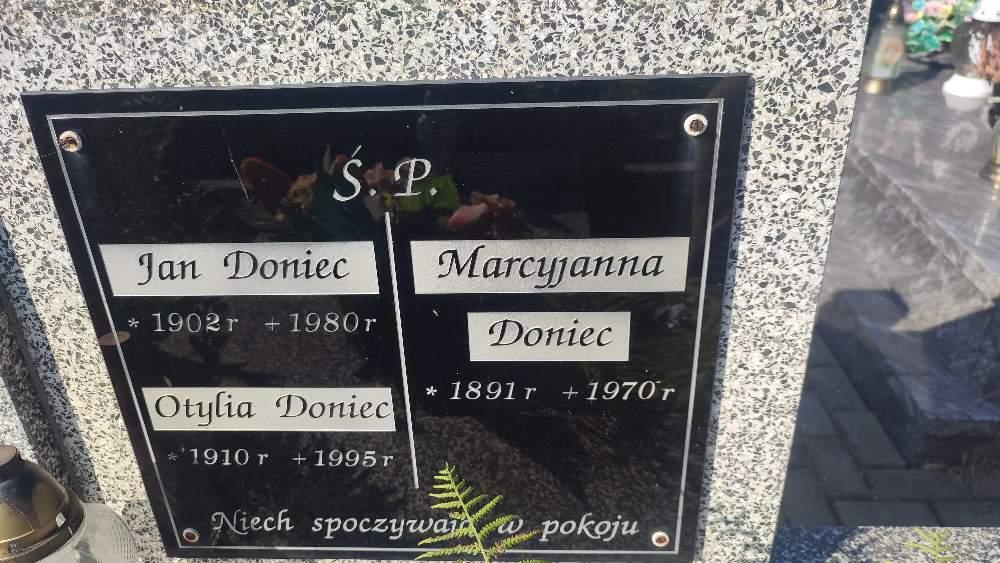 Ś. P.
Jan Doniec
* 1902 r + 1980 r
Otylia Doniec
* 1910 r + 1995 r
Marcyjanna
Doniec
* 1891 r + 1970 r
Niech spoczywają w pokoju